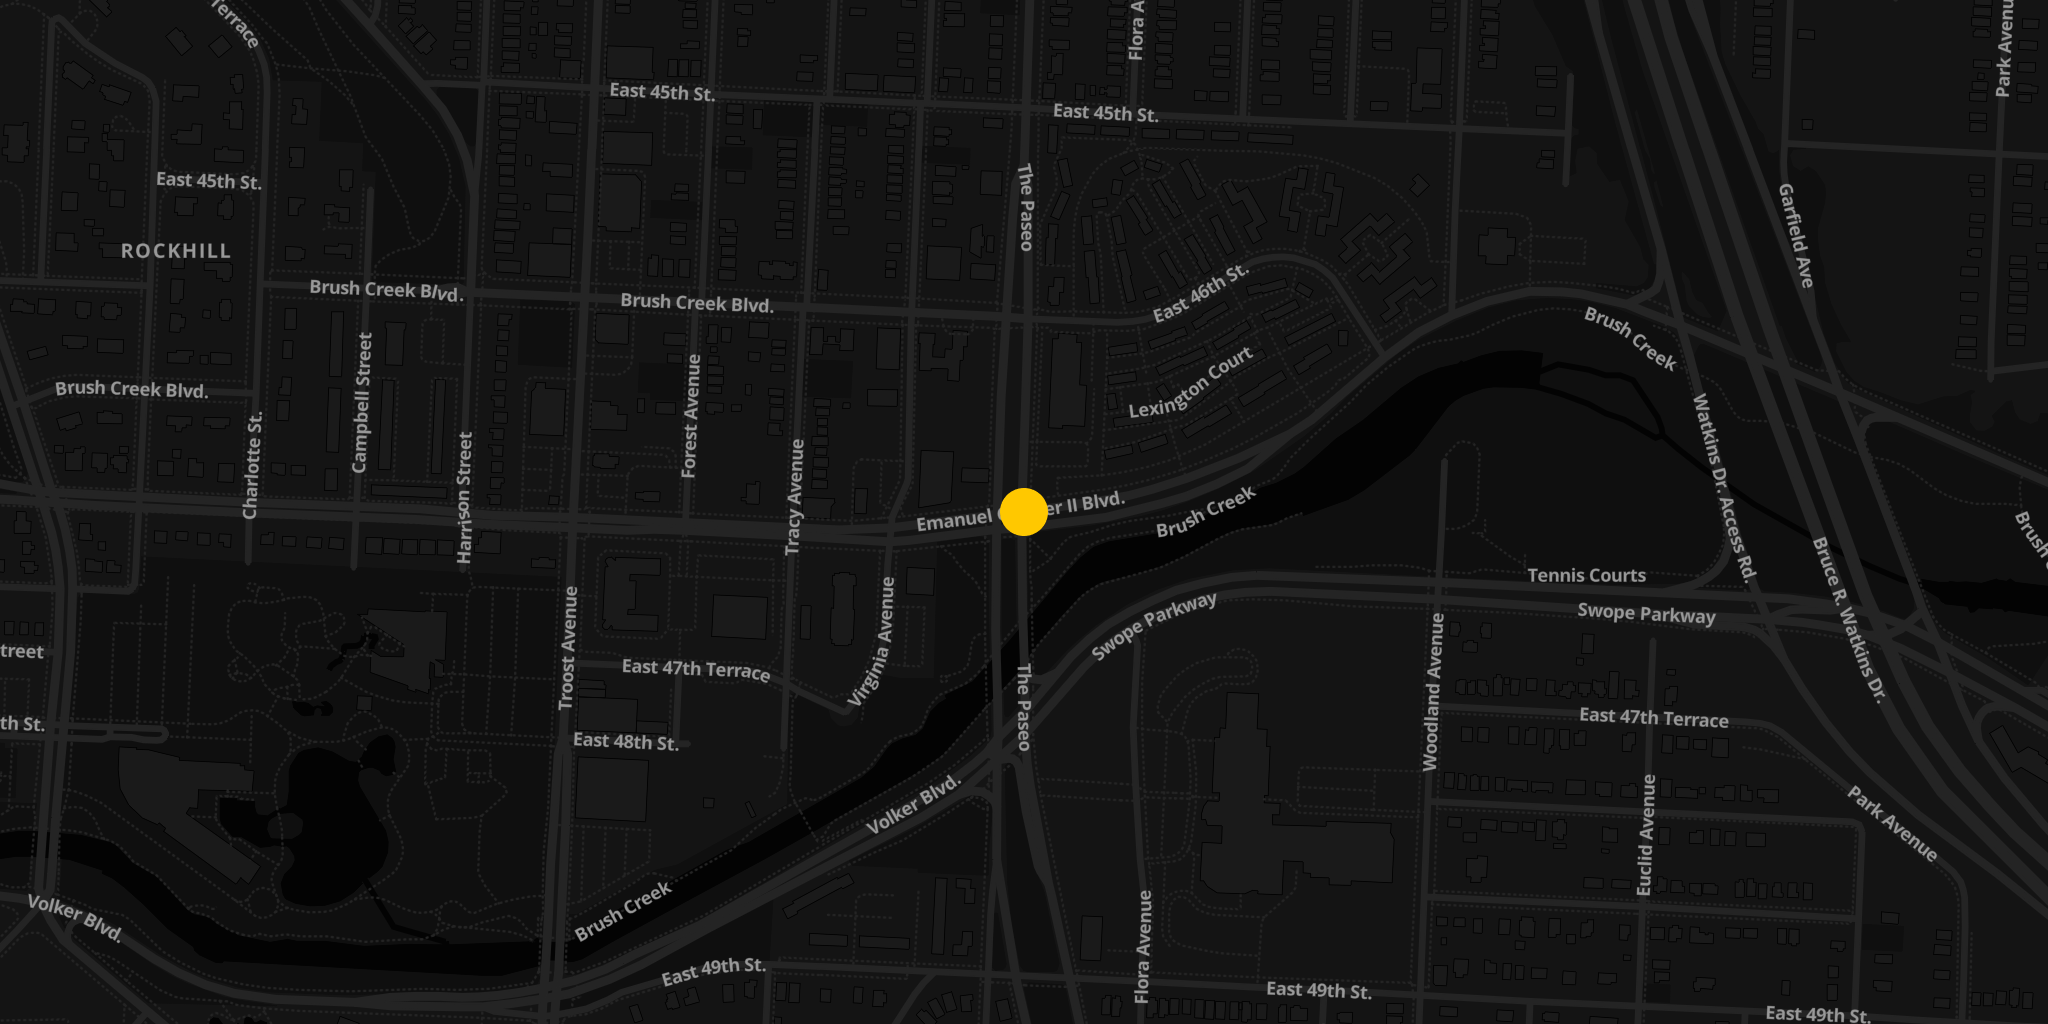 Terrace
Flora A
Park Avenue
East 45th St.
East 45th St.
East 45th St.
The Paseo
Garfield Ave
ROCKHILL
Brush Creek Blvd.
Brush Creek Blvd.
East 46th St.
Brush Creek
Campbell Street
Brush Creek Blvd.
Forest Avenue
Lexington Court
Charlotte St.
Harrison Street
Tracy Avenue
Watkins Dr. Access Rd.
Emanuel
er II Blvd.
Brush Creek
Brush
Bruce R. Watkins Dr.
Tennis Courts
Swope Parkway
Swope Parkway
Troost Avenue
Virginia Avenue
Woodland Avenue
treet
East 47th Terrace
The Paseo
th St.
East 47th Terrace
East 48th St.
Volker Blvd.
Euclid Avenue
Park Avenue
Brush Creek
Volker Blvd.
Flora Avenue
East 49th St.
East 49th St.
East 49th St.